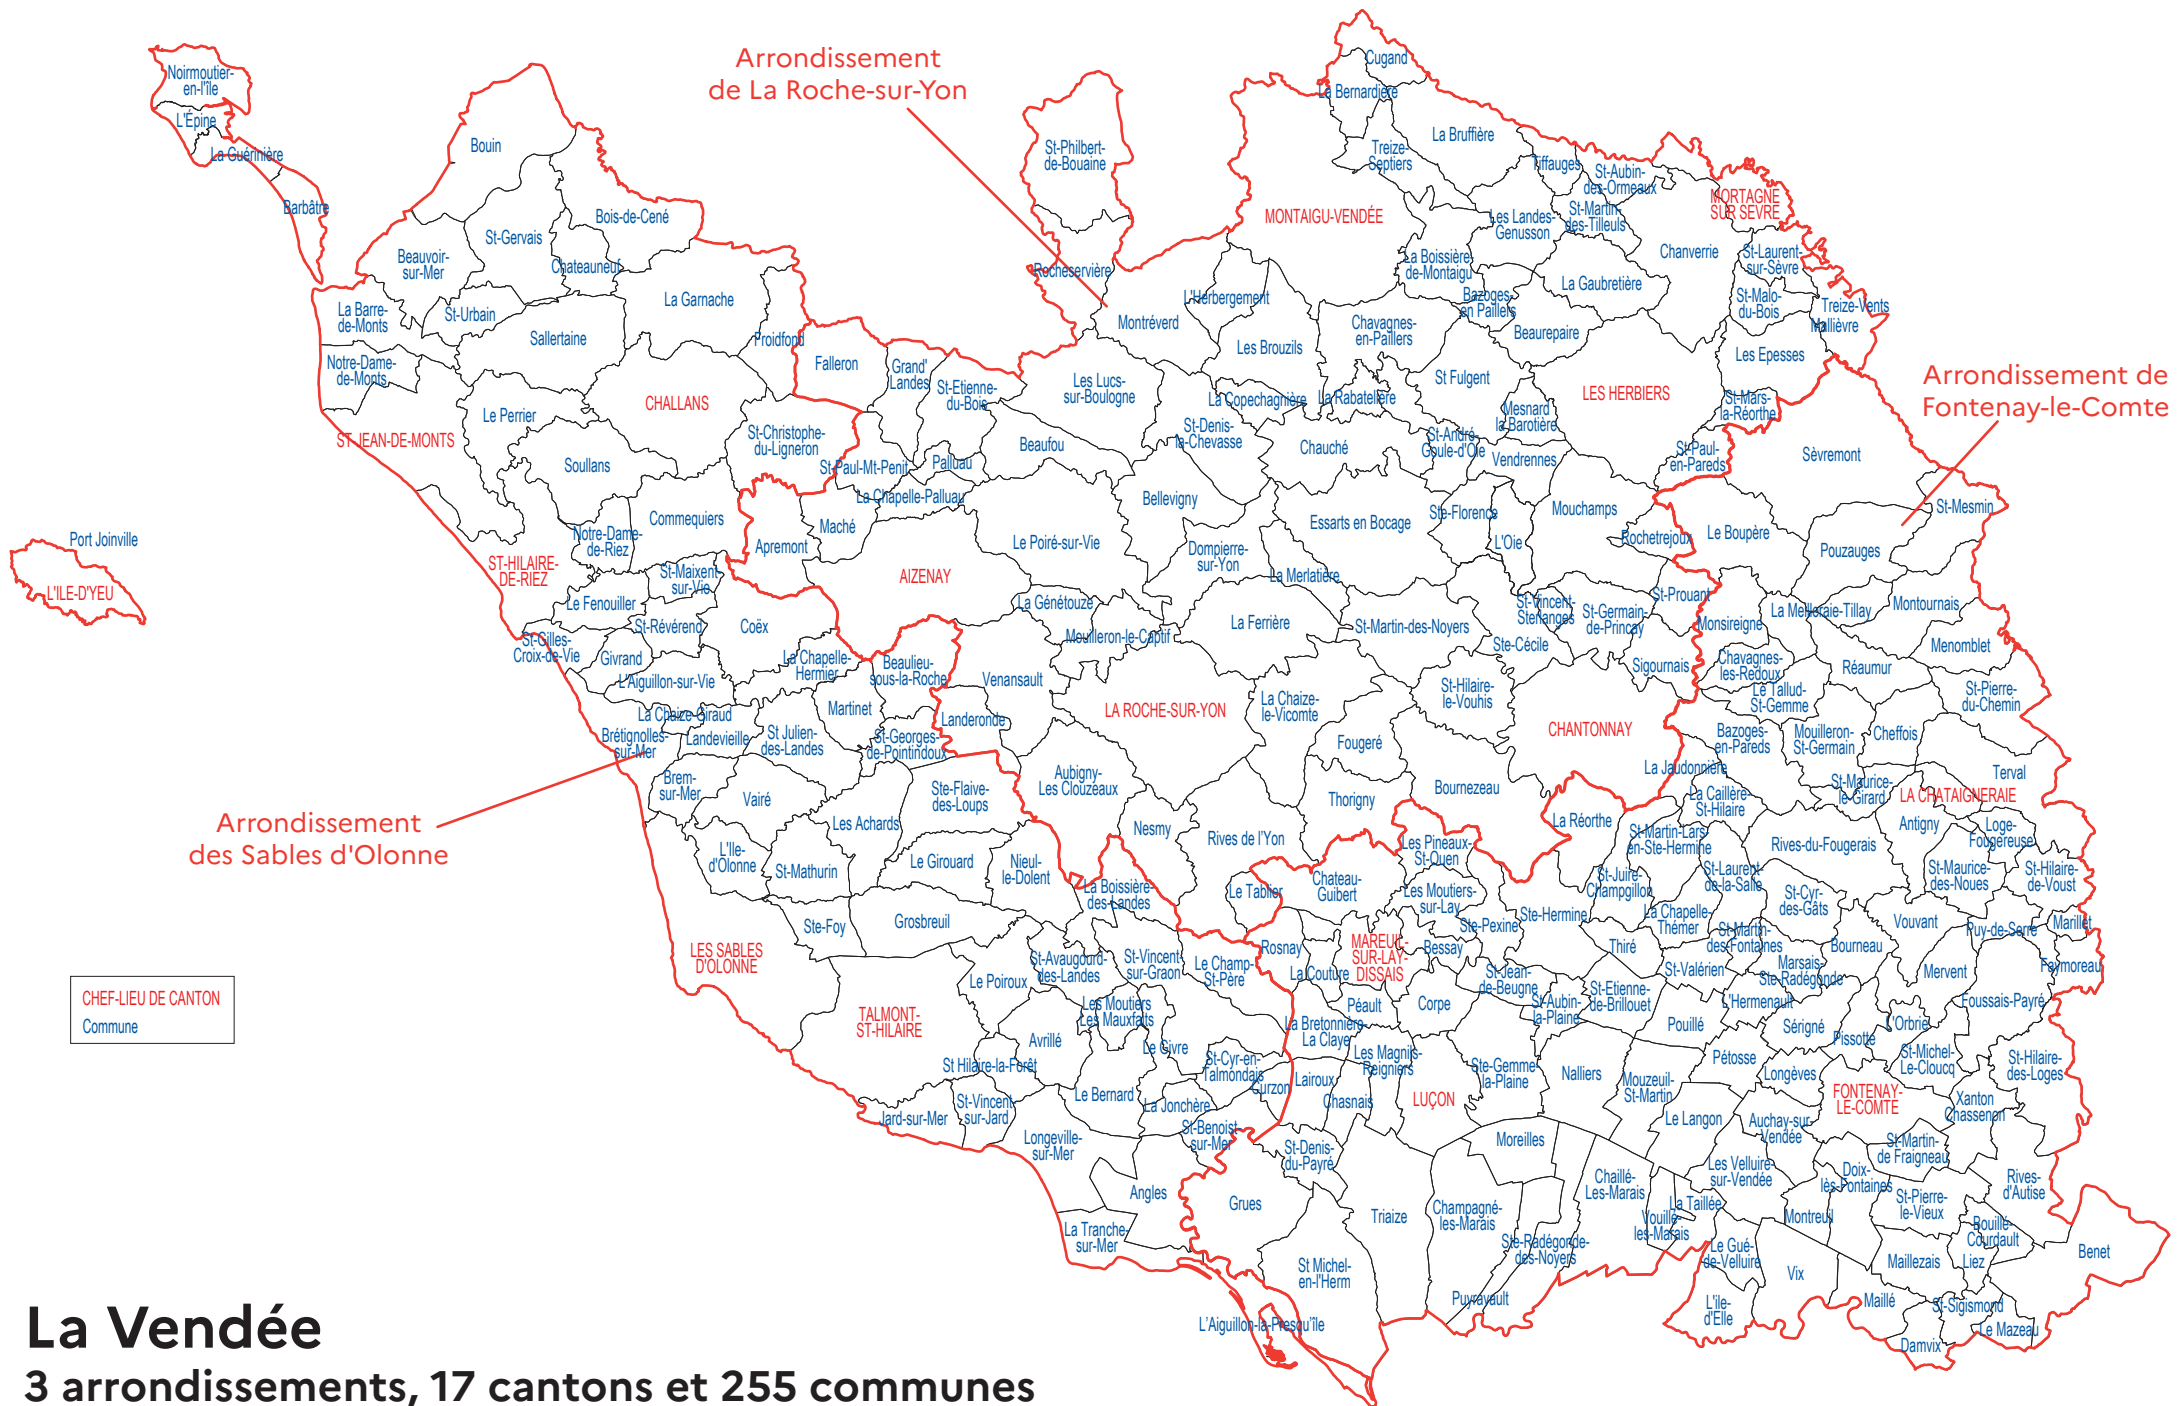 Arrondissement
de La Roche-sur-Yon
Noirmoutier-
en-l'île
L'Épine
La Guérinière
Barbâtre
Bouin
Bois-de-Cené
St-Gervais
Chateauneuf
Beauvoir-
sur-Mer
La Garnache
La Barre-
de-Monts
St-Urbain
Sallertaine
Froidfond
Notre-Dame-
de-Monts
Le Perrier
CHALLANS
ST-JEAN-DE-MONTS
Soullans
St-Christophe-
du-Ligneron
Commequiers
Notre-Dame-
de-Riez
ST-HILAIRE-
DE-RIEZ
St-Maixent-
sur-Vie
Le Fenouiller
St-Révérend
St-Gilles-
Croix-de-Vie
Givrand
L'Aiguillon-sur-Vie
Coëx
La Chapelle-
Hermier
La Chaize-Giraud
Brétignolles-
sur-Mer
Landevieille
St Julien-
des-Landes
Martinet
Beaulieu-
sous-la-Roche
St-Georges-
de-Pointindoux
Brem-
sur-Mer
Vairé
Port Joinville
L'ILE-D'YEU
Cugand
La Bernardière
La Bruffière
Treize-
Septiers
Tiffauges
St-Aubin-
des-Ormeaux
MORTAGNE
SUR SEVRE
St-Philbert-
de-Bouaine
MONTAIGU-VENDÉE
Les Landes-
Genusson
St-Martin-
des-Tilleuls
Chanverrie
St-Laurent-
sur-Sèvre
Rocheservière
La Boissière-
de-Montaigu
La Gaubretière
L'Herbergement
Bazoges-
en Paillers
St-Malo-
du-Bois
Treize-Vents
Mallièvre
Montréverd
Les Brouzils
Chavagnes-
en-Paillers
Beaurepaire
Les Epesses
Falleron
Grand'
Landes
St-Etienne-
du-Bois
Les Lucs-
sur-Boulogne
La Copechagnière
La Rabatelière
St Fulgent
LES HERBIERS
St-Mars-
la-Réorthe
Arrondissement de
Fontenay-le-Comte
Mesnard
la Barotière
St-Denis-
la-Chevasse
Chauché
St-André-
Goule-d'Oie
Vendrennes
St-Paul-
en-Pareds
Sèvremont
Beaufou
St-Paul-Mt-Penit
Palluau
La Chapelle-Palluau
Bellevigny
Maché
Apremont
Le Poiré-sur-Vie
Dompierre-
sur-Yon
Essarts en Bocage
Ste-Florence
L'Oie
Mouchamps
Rochetrejoux
Le Boupère
Pouzauges
St-Mesmin
AIZENAY
La Merlatière
La Génétouze
Mouilleron-le-Captif
La Ferrière
St-Martin-des-Noyers
St-Vincent-
Sterlanges
St-Germain-
de-Princay
St-Prouant
Monsireigne
La Meilleraie-Tillay
Montournais
Menomblet
Ste-Cécile
Sigournais
Chavagnes-
les-Redoux
Réaumur
Le Tallud-
St-Gemme
St-Pierre-
du-Chemin
Venansault
Landeronde
LA ROCHE-SUR-YON
La Chaize-
le-Vicomte
St-Hilaire-
le-Vouhis
CHANTONNAY
Fougeré
Bazoges-
en-Pareds
Mouilleron-
St-Germain
Cheffois
La Jaudonnière
St-Maurice-
le-Girard
Terval
LA CHATAIGNERAIE
Aubigny-
Les Clouzeaux
Thorigny
Bournezeau
La Caillère-
St-Hilaire
La Réorthe
Nesmy
Rives de l'Yon
Ste-Flaive-
des-Loups
Les Achards
Le Girouard
Nieul-
le-Dolent
L'Ile-
d'Olonne
St-Mathurin
La Boissière-
des-Landes
Le Tablier
Arrondissement
des Sables d'Olonne
Ste-Foy
Grosbreuil
LES SABLES
D'OLONNE
TALMONT-
ST-HILAIRE
Le Poiroux
St-Avaugourd-
des-Landes
St-Vincent-
sur-Graon
Le Champ-
St-Père
Les Moutiers
Les Mauxfaits
Avrillé
Le Givre
St-Cyr-en-
Talmondais
Curzon
St Hilaire-la-Forêt
Le Bernard
La Jonchère
St-Benoist-
sur-Mer
Jard-sur-Mer
St-Vincent-
sur-Jard
Longeville-
sur-Mer
Angles
La Tranche-
sur-Mer
Les Pineaux-
St-Ouen
Chateau-
Guibert
Les Moutiers-
sur-Lay
Ste-Pexine
Ste-Hermine
St-Martin-Lars-
en-Ste-Hermine
St-Juire-
Champgillon
St-Laurent-
de-la-Salle
Rives-du-Fougerais
Antigny
Loge-
Fougereuse
St-Maurice-
des-Noues
St-Hilaire-
de-Voust
St-Cyr-
des-Gâts
Vouvant
Puy-de-Serre
Marillet
Faymoreau
Rosnay
MAREUIL-
SUR-LAY-
DISSAIS
Bessay
La Couture
Thiré
La Chapelle-
Thémer
St-Martin-
des-Fontaines
Bourneau
Marsais-
Ste Radégonde
Mervent
St-Valérien
Foussais-Payré
St-Jean-
de-Beugne
Péault
Corpe
St-Aubin-
la-Plaine
St-Etienne-
de-Brillouet
L'Hermenault
Pouillé
Sérigné
Pissotte
L'Orbrie
La Bretonnière-
La Claye
Les Magnils-
Reigniers
Ste-Gemme-
la-Plaine
Nalliers
Mouzeuil-
St-Martin
Pétosse
Longèves
St-Michel-
Le-Cloucq
St-Hilaire-
des-Loges
FONTENAY-
LE-COMTE
Xanton
Chassenon
Lairoux
Chasnais
LUÇON
Le Langon
Auchay-sur-
Vendée
St-Martin-
de Fraigneau
St-Denis-
du-Payré
Moreilles
Les Velluire-
sur-Vendée
Doix-
lès-Fontaines
Rives-
d'Autise
Chaillé-
Les-Marais
La Taillée
St-Pierre-
le-Vieux
Grues
Triaize
Champagné-
les-Marais
Vouillé-
les-Marais
Montreuil
Bouillé-
Courdault
Ste-Radégonde-
des-Noyers
Le Gué-
de-Velluire
Vix
Maillezais
Liez
Benet
St Michel-
en-l'Herm
Puyravault
L'ile-
d'Elle
Maillé
St-Sigismond
Le Mazeau
Damvix
L'Aiguillon-la-Presqu'île
CHEF-LIEU DE CANTON
Commune
La Vendée
3 arrondissements, 17 cantons et 255 communes